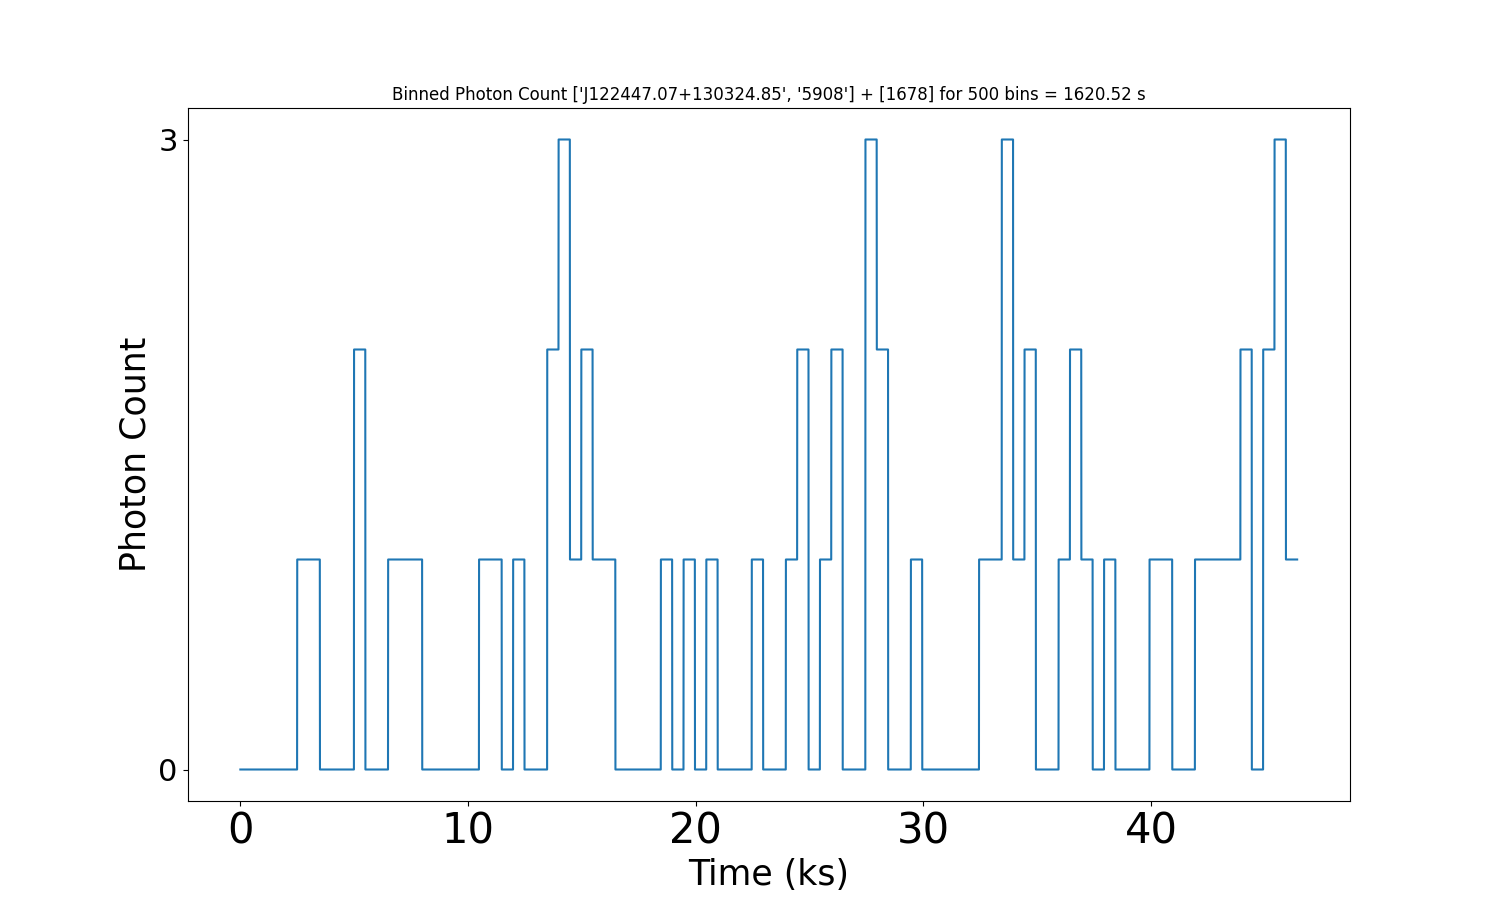 Binned Photon Count ['J122447.07+130324.85', '5908'] + [1678] for 500 bins = 1620.52 s
3
Photon Count
0
0 10 20 30 40
Time (ks)